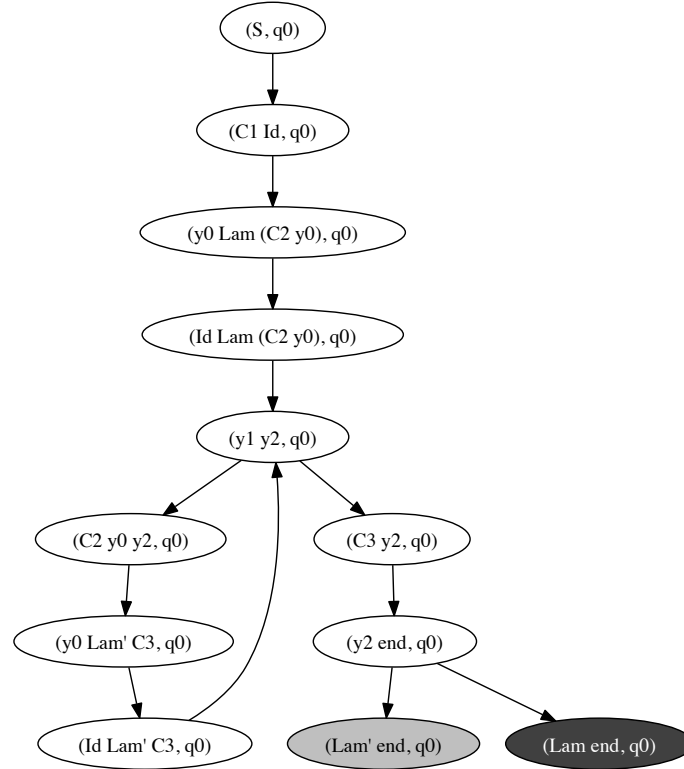 (S, q0)
(C1 Id, q0)
(y0 Lam (C2 y0), q0)
(Id Lam (C2 y0), q0)
(y1 y2, q0)
(C2 y0 y2, q0)
(C3 y2, q0)
(y0 Lam' C3, q0)
(y2 end, q0)
(Id Lam' C3, q0)
(Lam' end, q0)
(Lam end, q0)